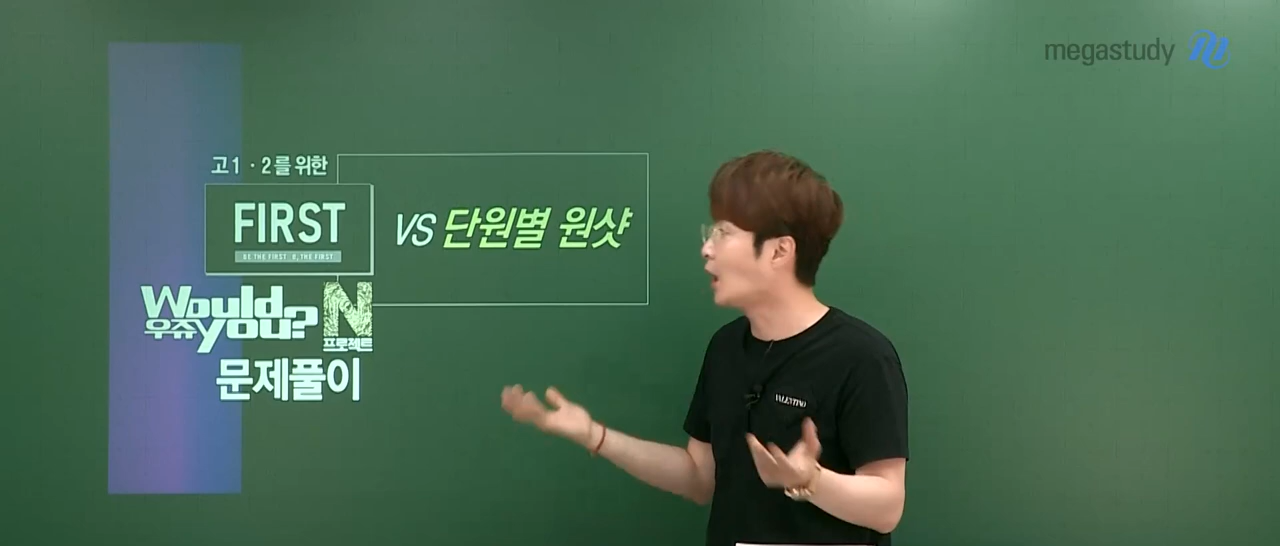 megastudy
고1·2를 위한
FIRST
BE THE FIRST
, THE FIRST
VS 단원별 원샷
Would you?
우쥬
N
프로젝트
문제풀이
VALENTINO